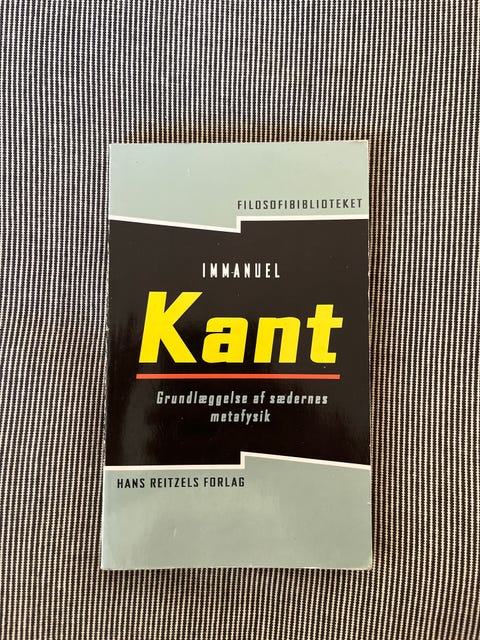 FILOSOFIBIBLIOTEKET
IMMANUEL
Kant
Grundlæggelse af sædernes
metafysik
HANS REITZELS FORLAG